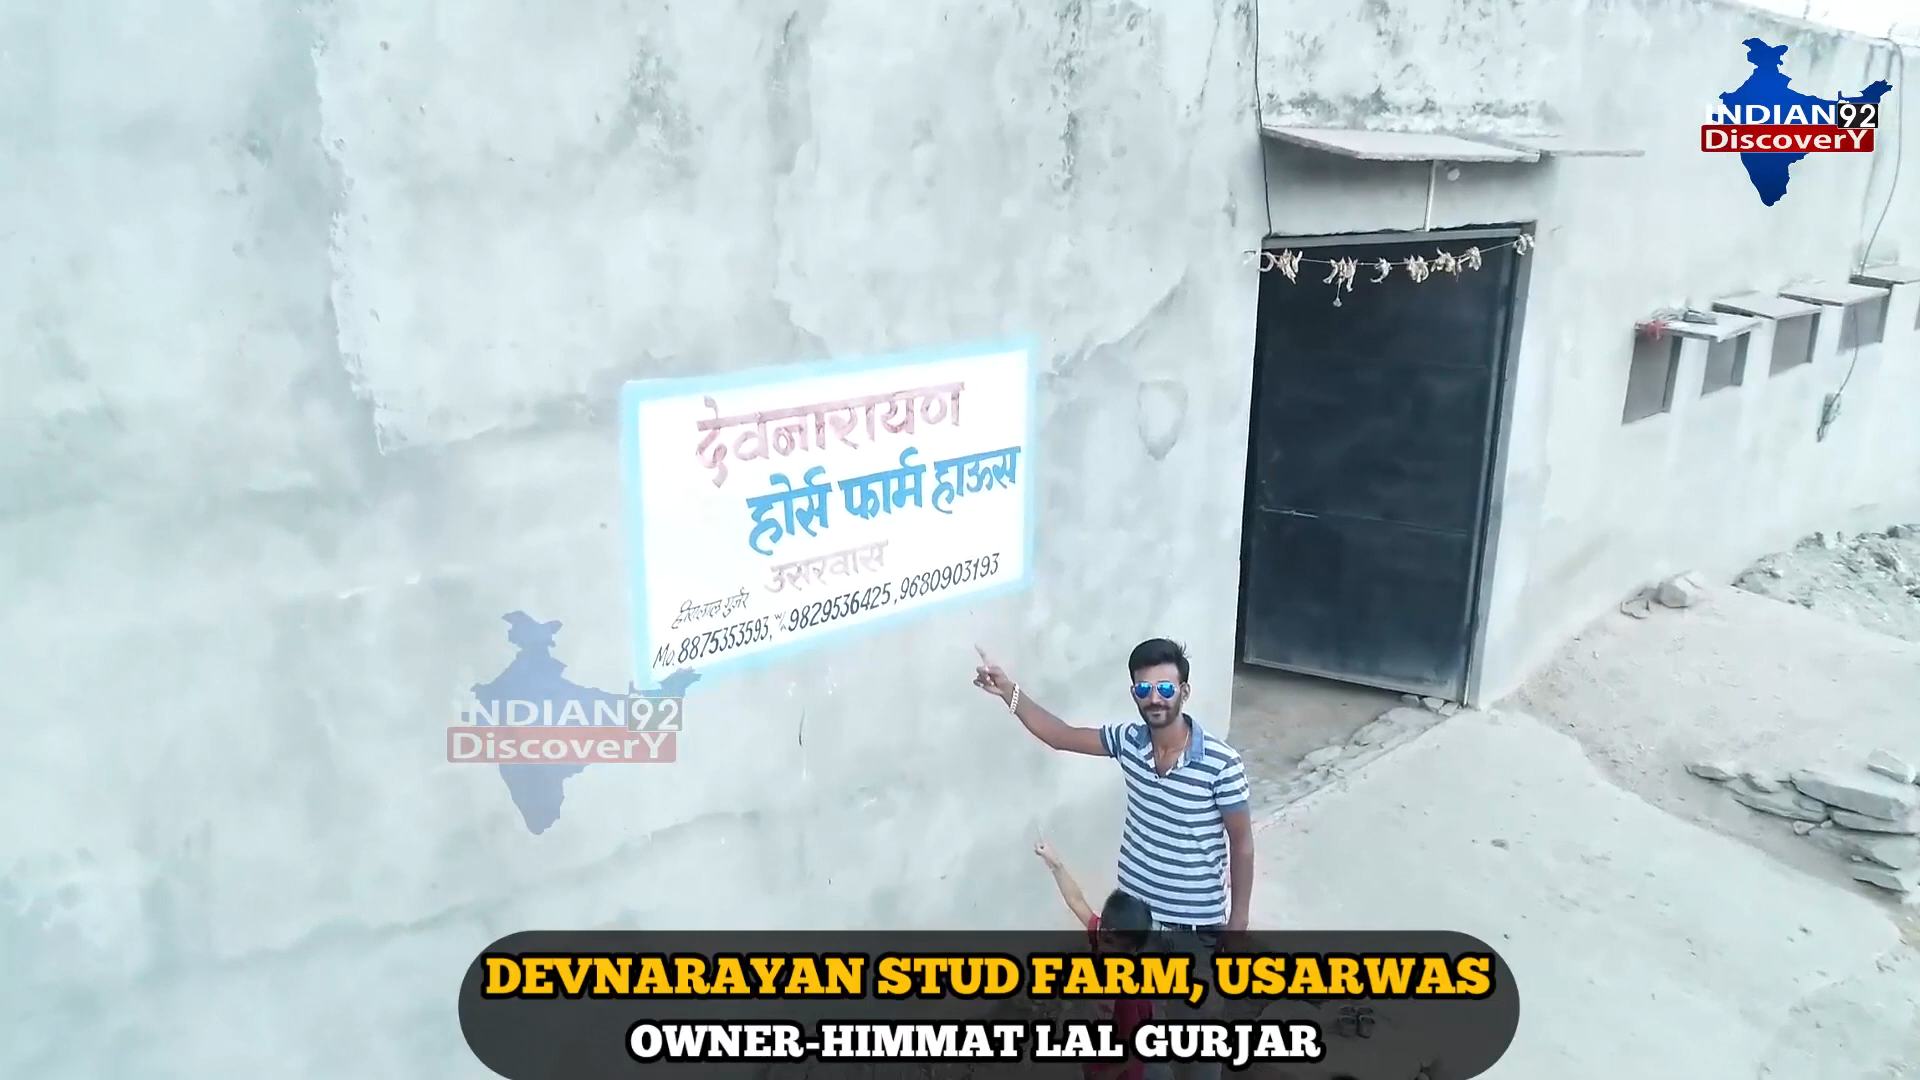 INDIAN92
DiscoverY
देवनारायण
हॉर्स फार्म हाऊस
उसरवास
गुर्जर
Mo. 8875353593, 9829536425, 9680903193
INDIAN92
DiscoverY
DEVNARAYAN STUD FARM, USARWAS
OWNER-HIMMAT LAL GURJAR